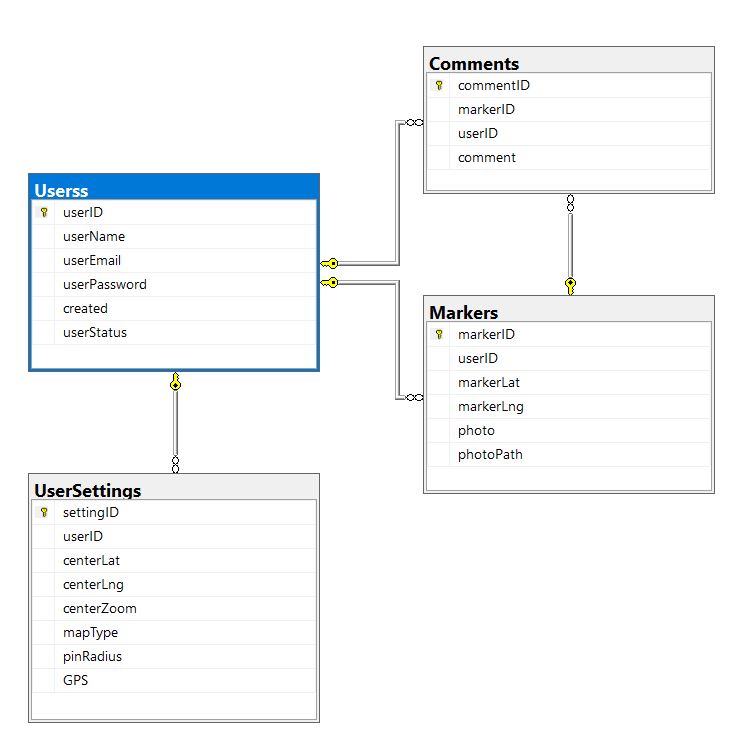 Comments
commentID
markerID
userID
comment
Userss
userID
userName
userEmail
userPassword
created
userStatus
Markers
markerID
userID
markerLat
markerLng
photo
photoPath
UserSettings
settingID
userID
centerLat
centerLng
centerZoom
mapType
pinRadius
GPS